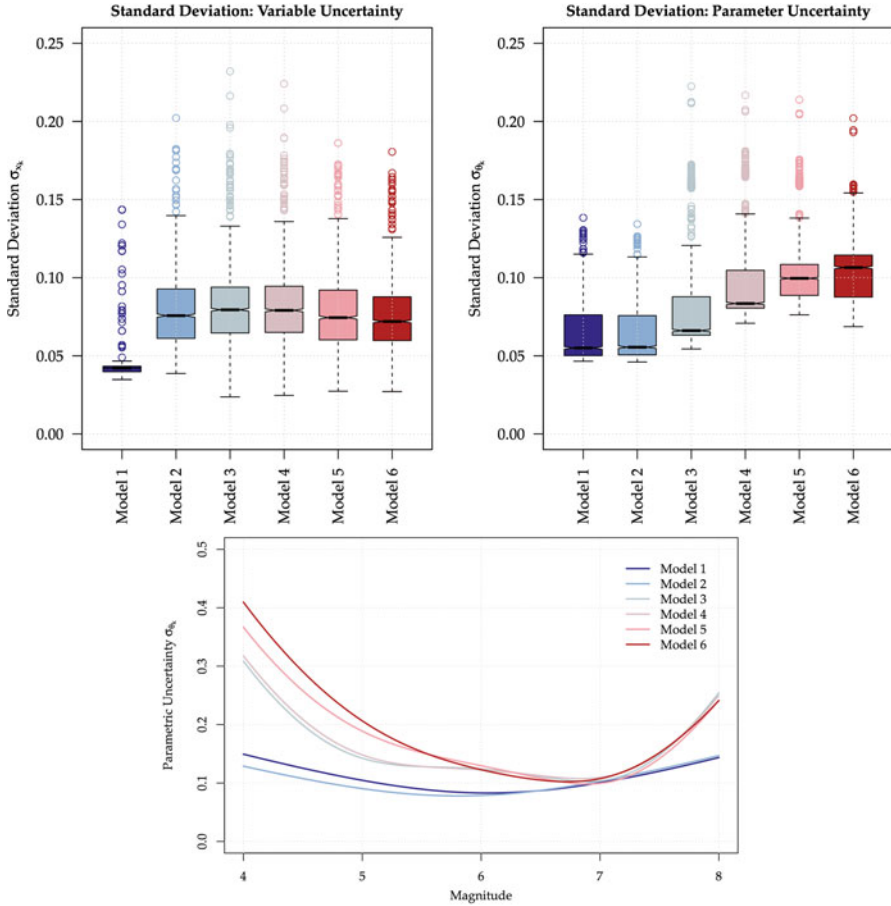 Standard Deviation: Variable Uncertainty
Standard Deviation σxk
0.25
0.20
0.15
0.10
0.05
0.00
Model 1
Model 2
Model 3
Model 4
Model 5
Model 6
Standard Deviation: Parameter Uncertainty
Standard Deviation σθk
0.25
0.20
0.15
0.10
0.05
0.00
Model 1
Model 2
Model 3
Model 4
Model 5
Model 6
Parametric Uncertainty σθk
0.5
0.4
0.3
0.2
0.1
0.0
Model 1
Model 2
Model 3
Model 4
Model 5
Model 6
4
5
6
7
8
Magnitude